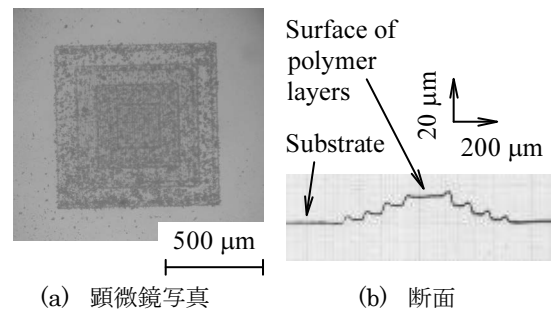 500 μm
(a) 顕微鏡写真
Surface of
polymer
layers
Substrate
20 μm
200 μm
(b) 断面